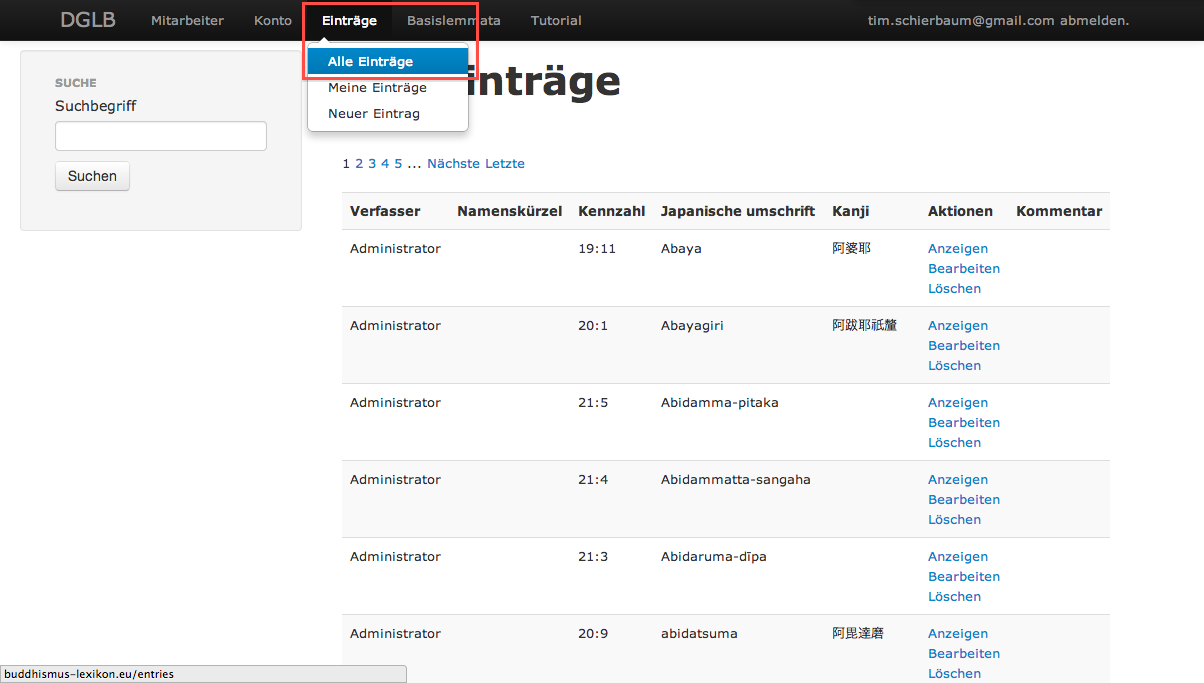 DGLB Mitarbeiter Konto Einträge Basislemmata Tutorial tim.schierbaum@gmail.com abmelden.
Alle Einträge
Meine Einträge
Neuer Eintrag
SUCHE
Suchbegriff
Suchen
inträge
1 2 3 4 5 ... Nächste Letzte
Verfasser Namenskürzel Kennzahl Japanische umschrift Kanji Aktionen Kommentar
Administrator 19:11 Abaya 阿婆耶 Anzeigen
Bearbeiten
Löschen
Administrator 20:1 Abayagiri 阿跋耶祇釐 Anzeigen
Bearbeiten
Löschen
Administrator 21:5 Abidamma-pitaka Anzeigen
Bearbeiten
Löschen
Administrator 21:4 Abidammatta-sangaha Anzeigen
Bearbeiten
Löschen
Administrator 21:3 Abidaruma-dīpa Anzeigen
Bearbeiten
Löschen
Administrator 20:9 abidatsuma 阿毘達磨 Anzeigen
Bearbeiten
Löschen
buddhismus-lexikon.eu/entries